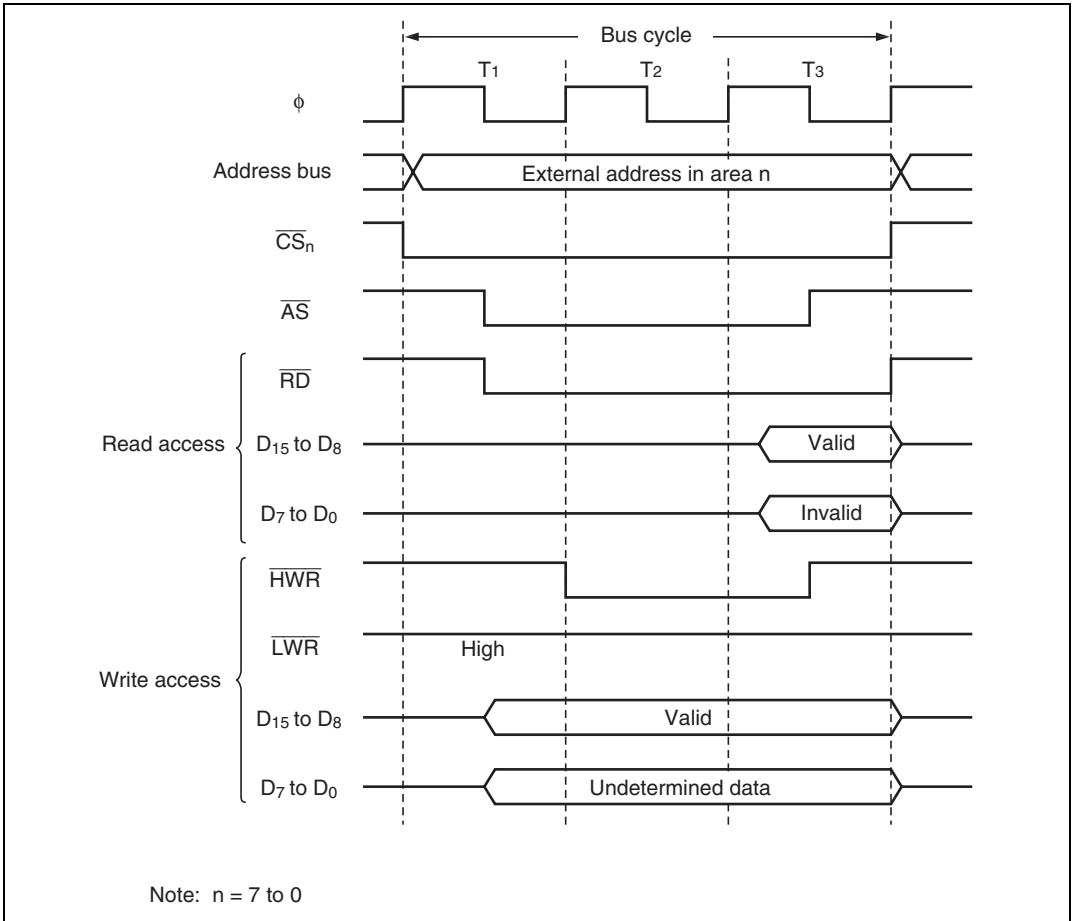 Bus cycle
T1 T2 T3
φ
Address bus External address in area n
CSn
AS
RD
Read access D15 to D8 Valid
D7 to D0 Invalid
HWR
LWR High
Write access
D15 to D8 Valid
D7 to D0 Undetermined data
Note: n = 7 to 0